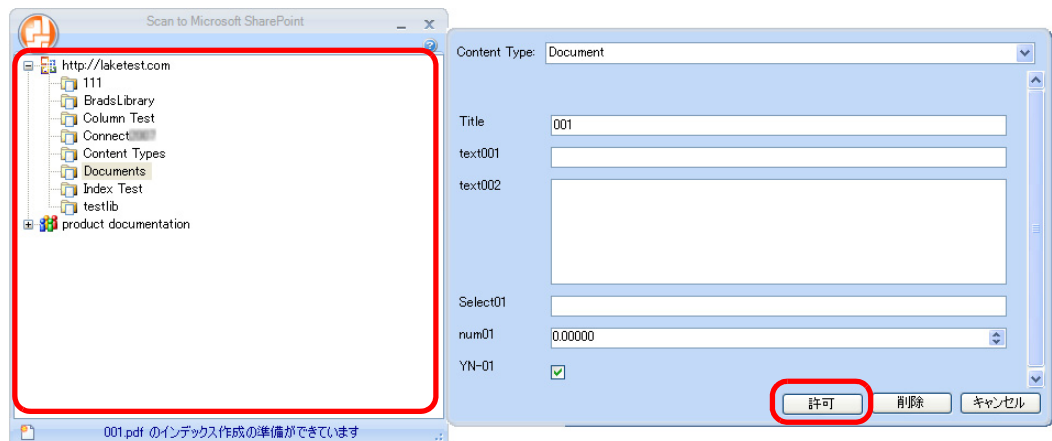 Scan to Microsoft SharePoint
http://laketest.com
111
BradsLibrary
Column Test
Connect
Content Types
Documents
Index Test
testlib
product documentation
001.pdf のインデックス作成の準備ができています
Content Type: Document
Title 001
text001
text002
Select01
num01 0.00000
YN-01
許可 削除 キャンセル